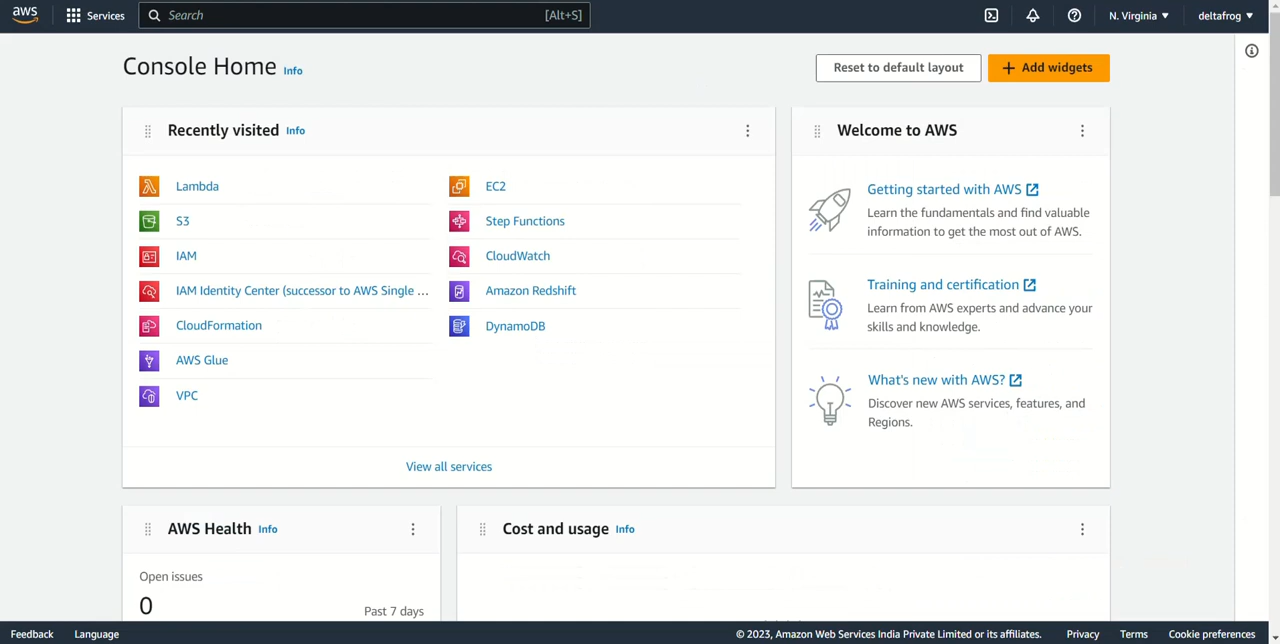 aws
Services
Search
[Alt+S]
N. Virginia
deltafrog
Console Home Info
Reset to default layout
Add widgets
Recently visited Info
Lambda
S3
IAM
IAM Identity Center (successor to AWS Single ...
CloudFormation
AWS Glue
VPC
EC2
Step Functions
CloudWatch
Amazon Redshift
DynamoDB
View all services
Welcome to AWS
Getting started with AWS
Learn the fundamentals and find valuable
information to get the most out of AWS.
Training and certification
Learn from AWS experts and advance your
skills and knowledge.
What's new with AWS?
Discover new AWS services, features, and
Regions.
AWS Health Info
Open issues
0
Past 7 days
Cost and usage Info
Feedback
Language
© 2023, Amazon Web Services India Private Limited or its affiliates.
Privacy
Terms
Cookie preferences